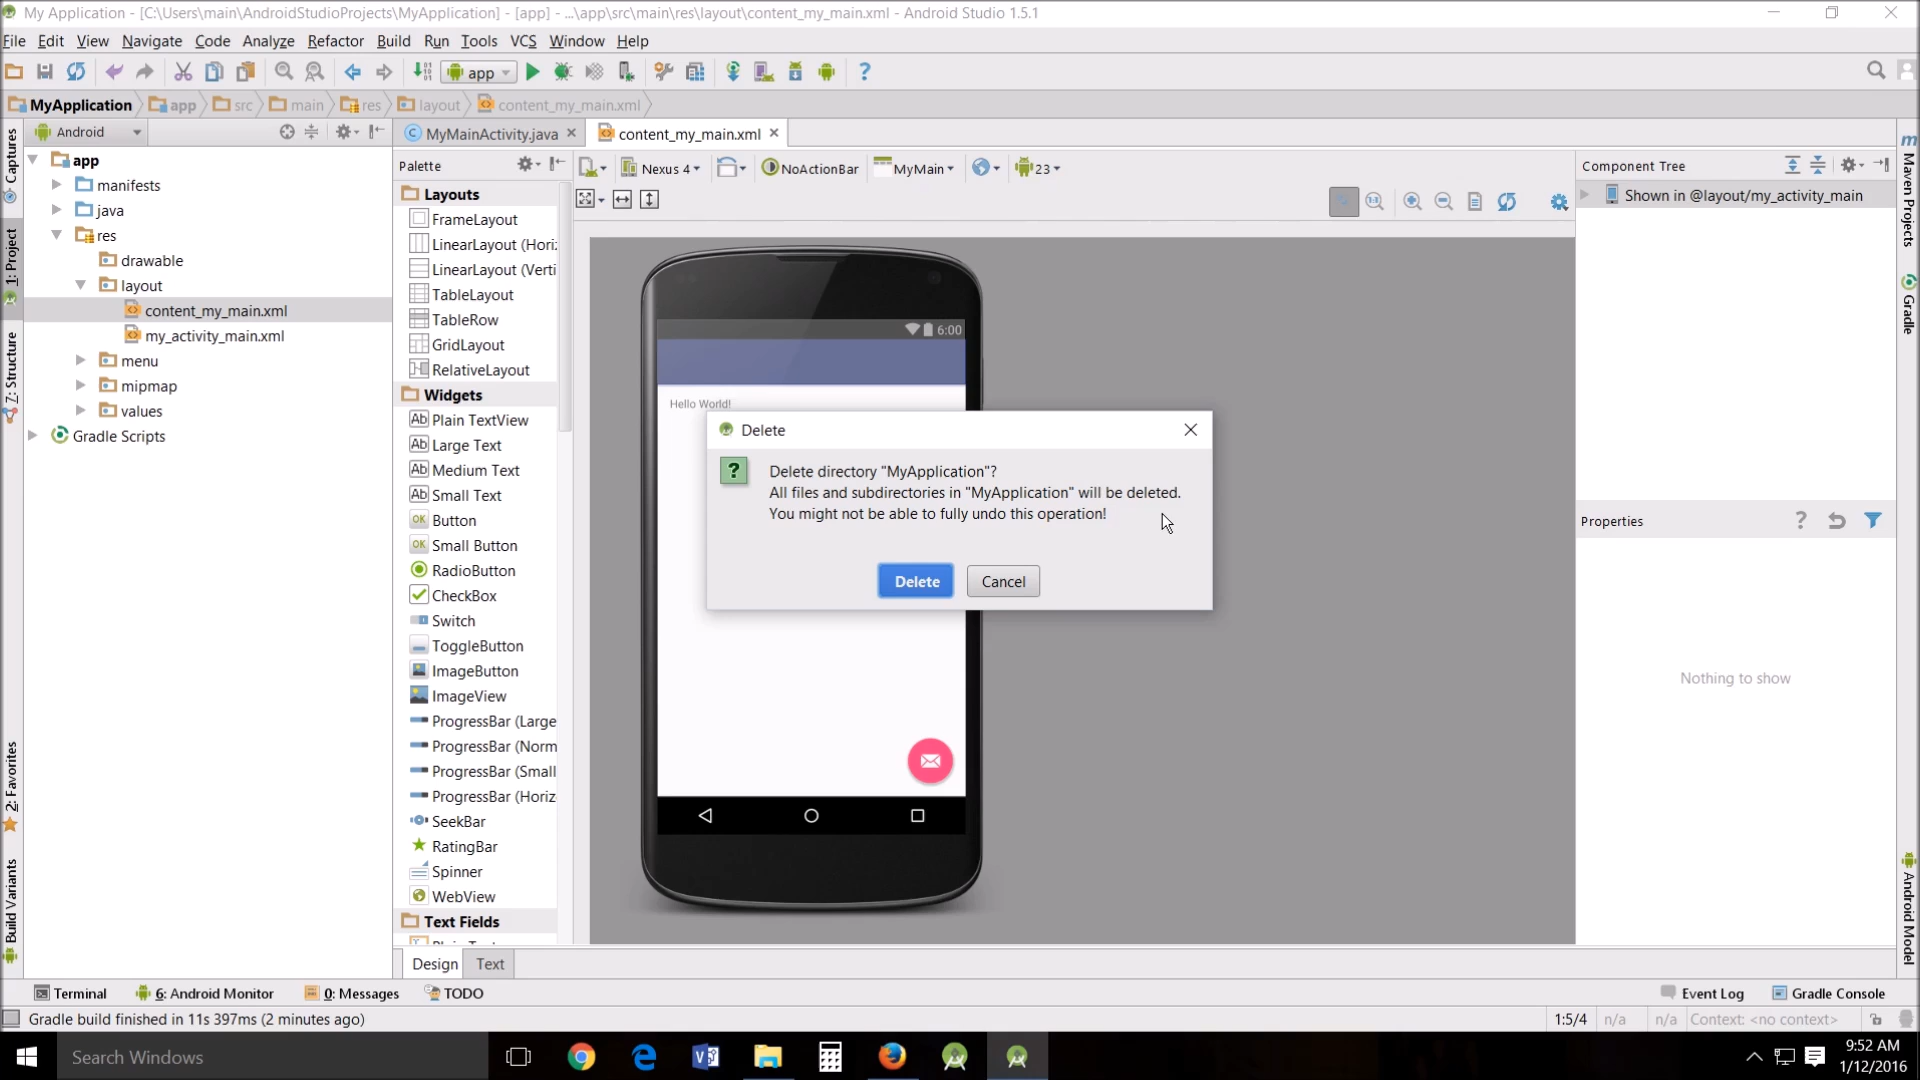 My Application - [C:\Users\main\AndroidStudioProjects\MyApplication] - [app] - ...\app\src\main\res\layout\content_my_main.xml - Android Studio 1.5.1
File Edit View Navigate Code Analyze Refactor Build Run Tools VCS Window Help
app
MyApplication app src main res layout content_my_main.xml
Captures
1: Project
Z: Structure
2: Favorites
Build Variants
Android
app
manifests
java
res
drawable
layout
content_my_main.xml
my_activity_main.xml
menu
mipmap
values
Gradle Scripts
MyMainActivity.java content_my_main.xml
Palette
Layouts
FrameLayout
LinearLayout (Hori:
LinearLayout (Verti
TableLayout
TableRow
GridLayout
RelativeLayout
Widgets
Plain TextView
Large Text
Medium Text
Small Text
Button
Small Button
RadioButton
CheckBox
Switch
ToggleButton
ImageButton
ImageView
ProgressBar (Large
ProgressBar (Norm
ProgressBar (Small
ProgressBar (Horiz
SeekBar
RatingBar
Spinner
WebView
Text Fields
Nexus 4 NoActionBar MyMain 23
6:00
Hello World!
Delete
Delete directory "MyApplication"?
All files and subdirectories in "MyApplication" will be deleted.
You might not be able to fully undo this operation!
Delete Cancel
Component Tree
Shown in @layout/my_activity_main
Properties
Nothing to show
m Maven Projects
Gradle
Android Model
Design Text
Terminal 6: Android Monitor 0: Messages TODO Event Log Gradle Console
Gradle build finished in 11s 397ms (2 minutes ago) 1:5/4 n/a n/a Context: <no context>
Search Windows
9:52 AM
1/12/2016